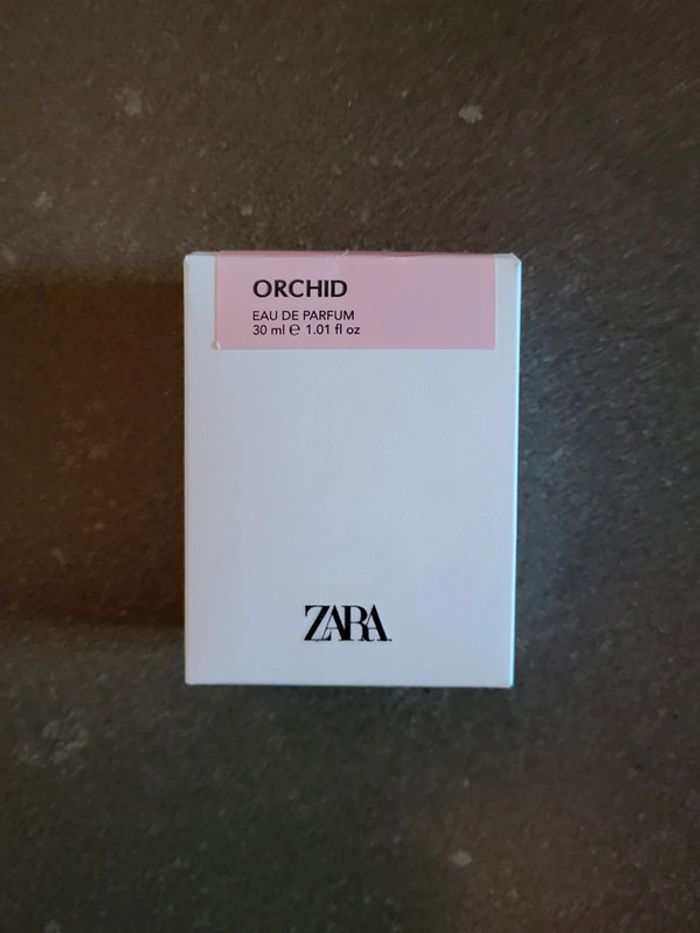 ORCHID
EAU DE PARFUM
30 ml ℮ 1.01 fl oz
ZARA